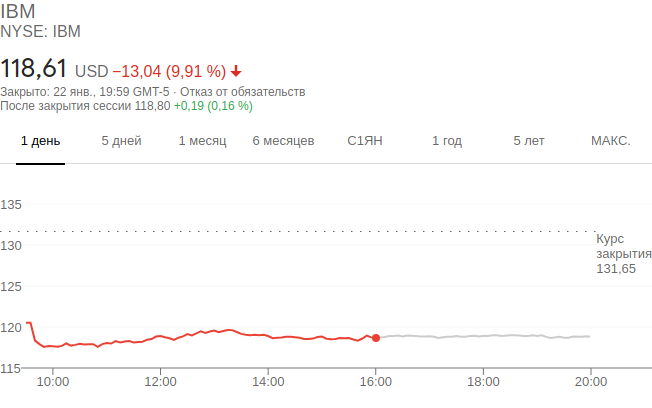 IBM
NYSE: IBM
118,61 USD −13,04 (9,91 %)
Закрыто: 22 янв., 19:59 GMT-5 · Отказ от обязательств
После закрытия сессии 118,80 +0,19 (0,16 %)
1 день 5 дней 1 месяц 6 месяцев С1ЯН 1 год 5 лет МАКС.
135
130
125
120
115
Курс
закрытия
131,65
10:00 12:00 14:00 16:00 18:00 20:00